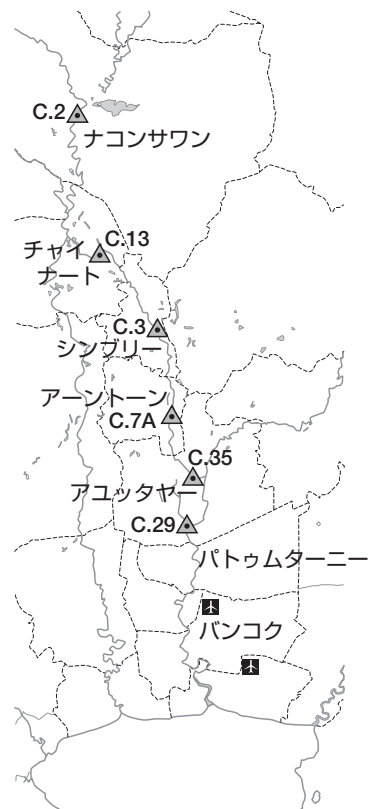 C.2
ナコンサワン
C.13
チャイ
ナート
C.3
シンブリー
アーントーン
C.7A
C.35
アユッタヤー
C.29
パトゥムターニー
バンコク